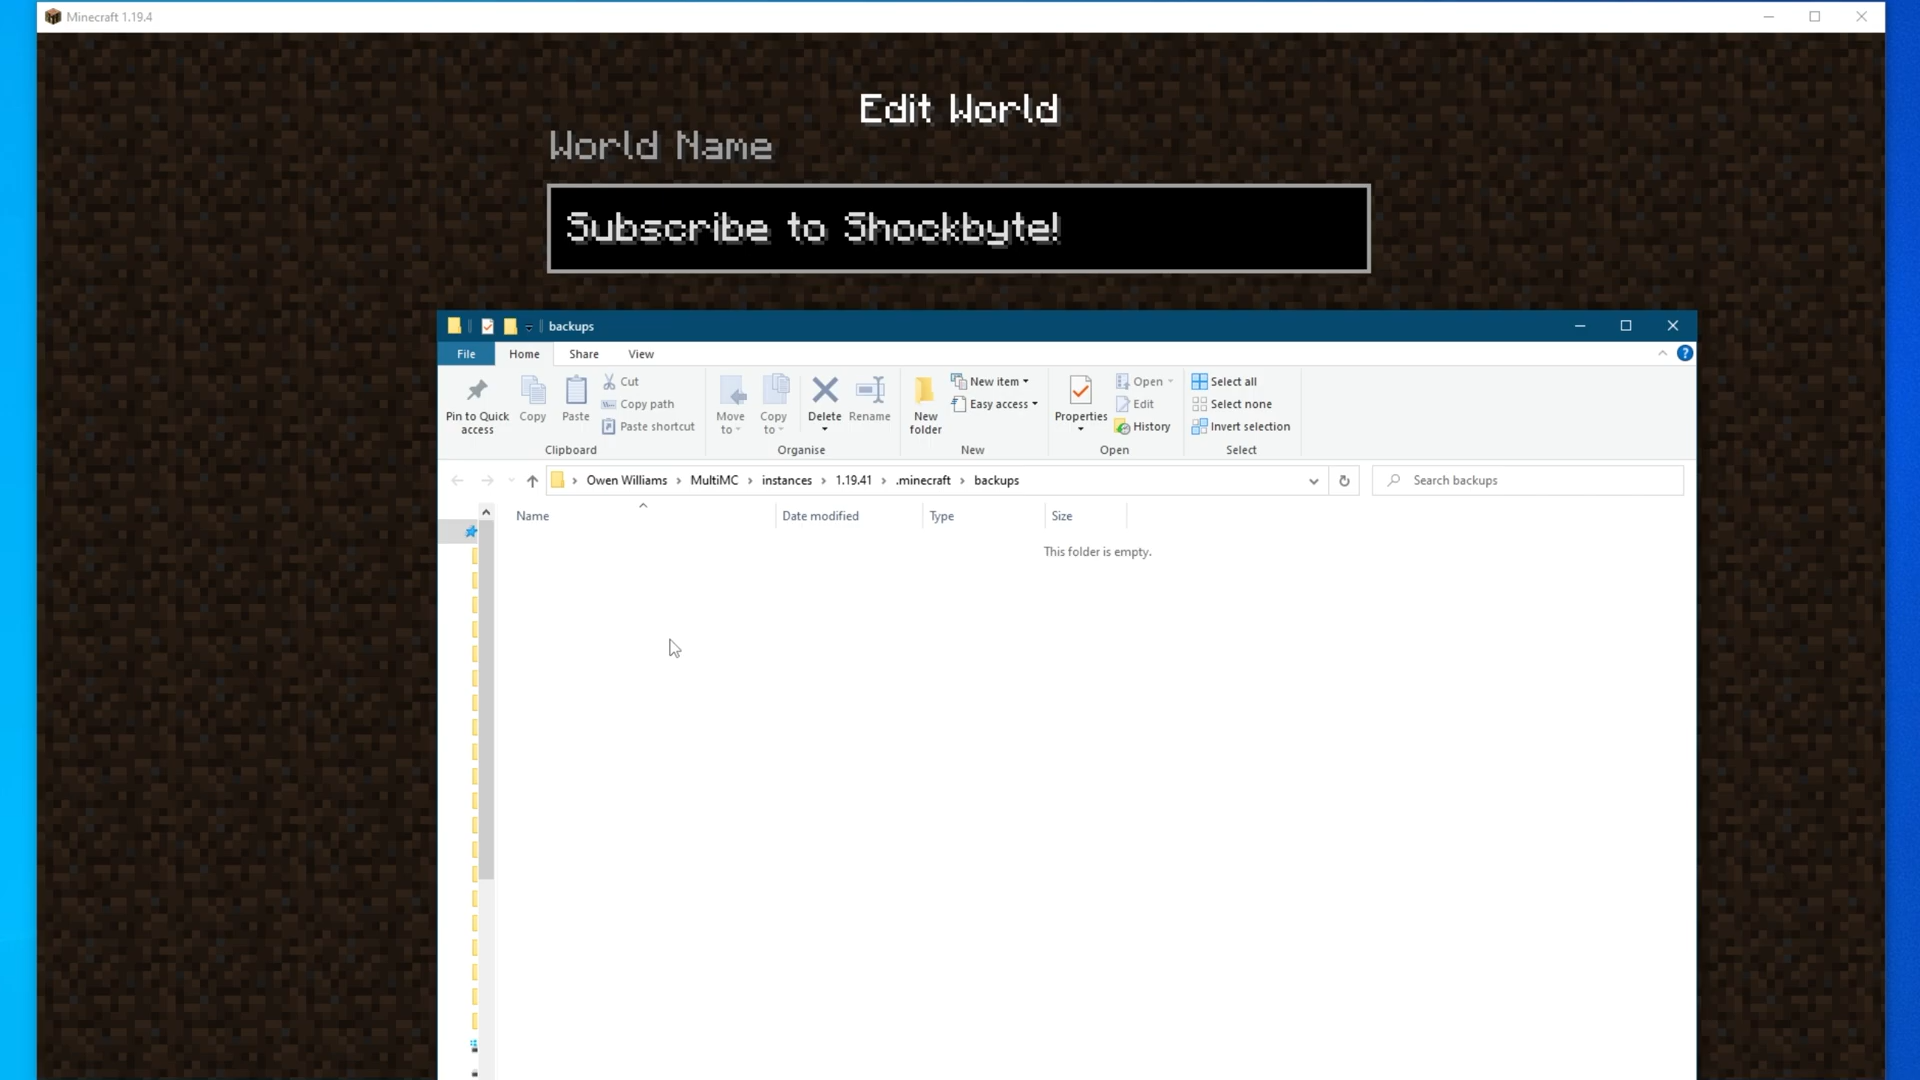 Minecraft 1.19.4
Edit World
World Name
Subscribe to Shockbyte!
backups
File Home Share View
Pin to Quick access
Copy
Paste
Cut
Copy path
Paste shortcut
Clipboard
Move to
Copy to
Delete
Rename
Organise
New folder
New item
Easy access
New
Properties
Open
Edit
History
Open
Select all
Select none
Invert selection
Select
Owen Williams › MultiMC › instances › 1.19.41 › .minecraft › backups
Search backups
Name Date modified Type Size
This folder is empty.